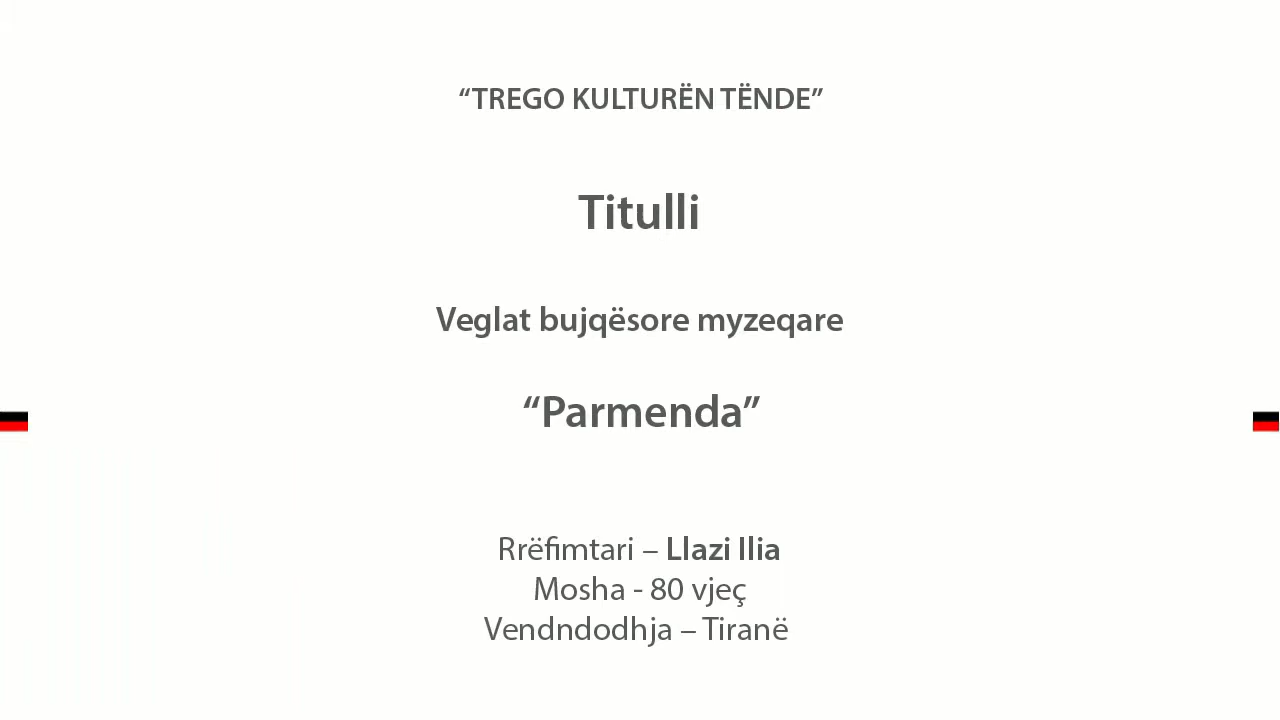 “TREGO KULTURËN TËNDE”
Titulli
Veglat bujqësore myzeqare
“Parmenda”
Rrëfimtari – Llazi Ilia
Mosha - 80 vjeç
Vendndodhja – Tiranë